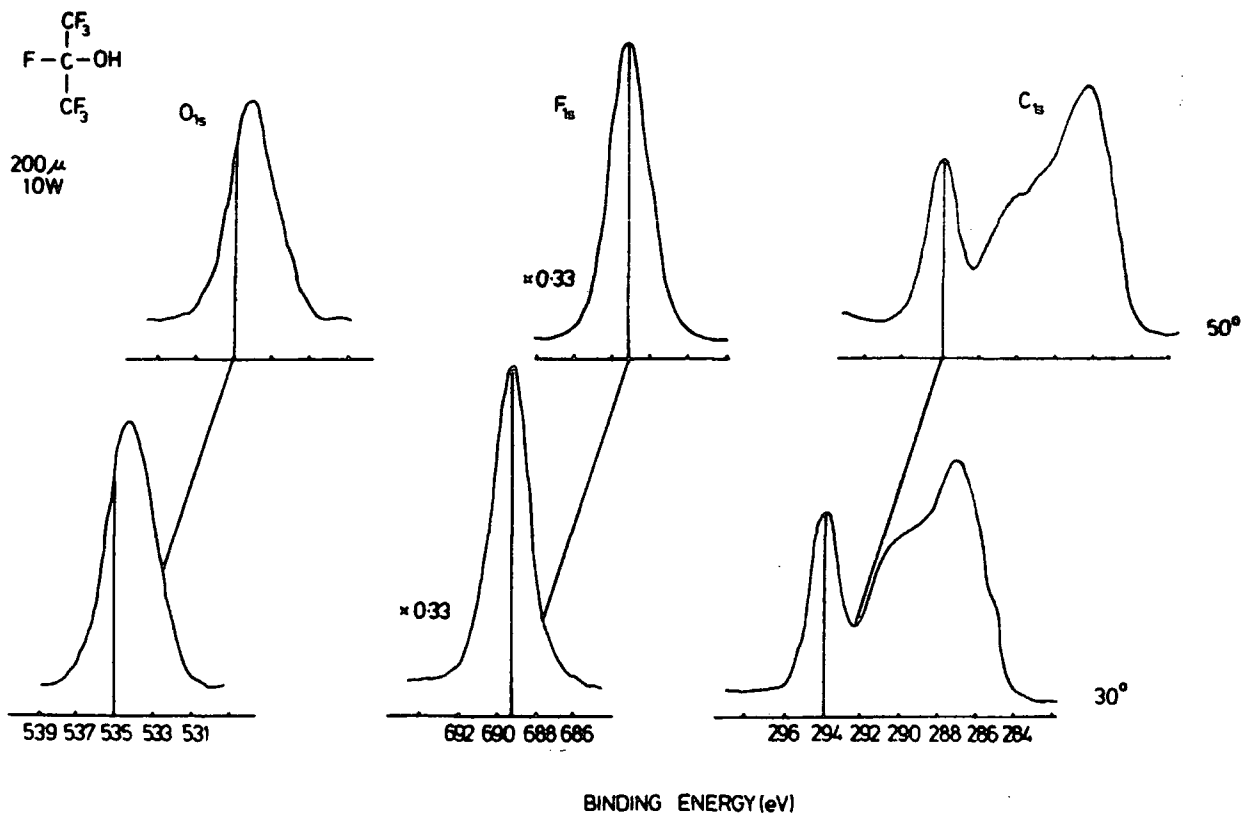 CF₃
F — C — OH
CF₃
200 μ
10W
O₁s
F₁s
C₁s
×0·33
50°
×0·33
30°
539 537 535 533 531
692 690 688 686
296 294 292 290 288 286 284
BINDING ENERGY (eV)